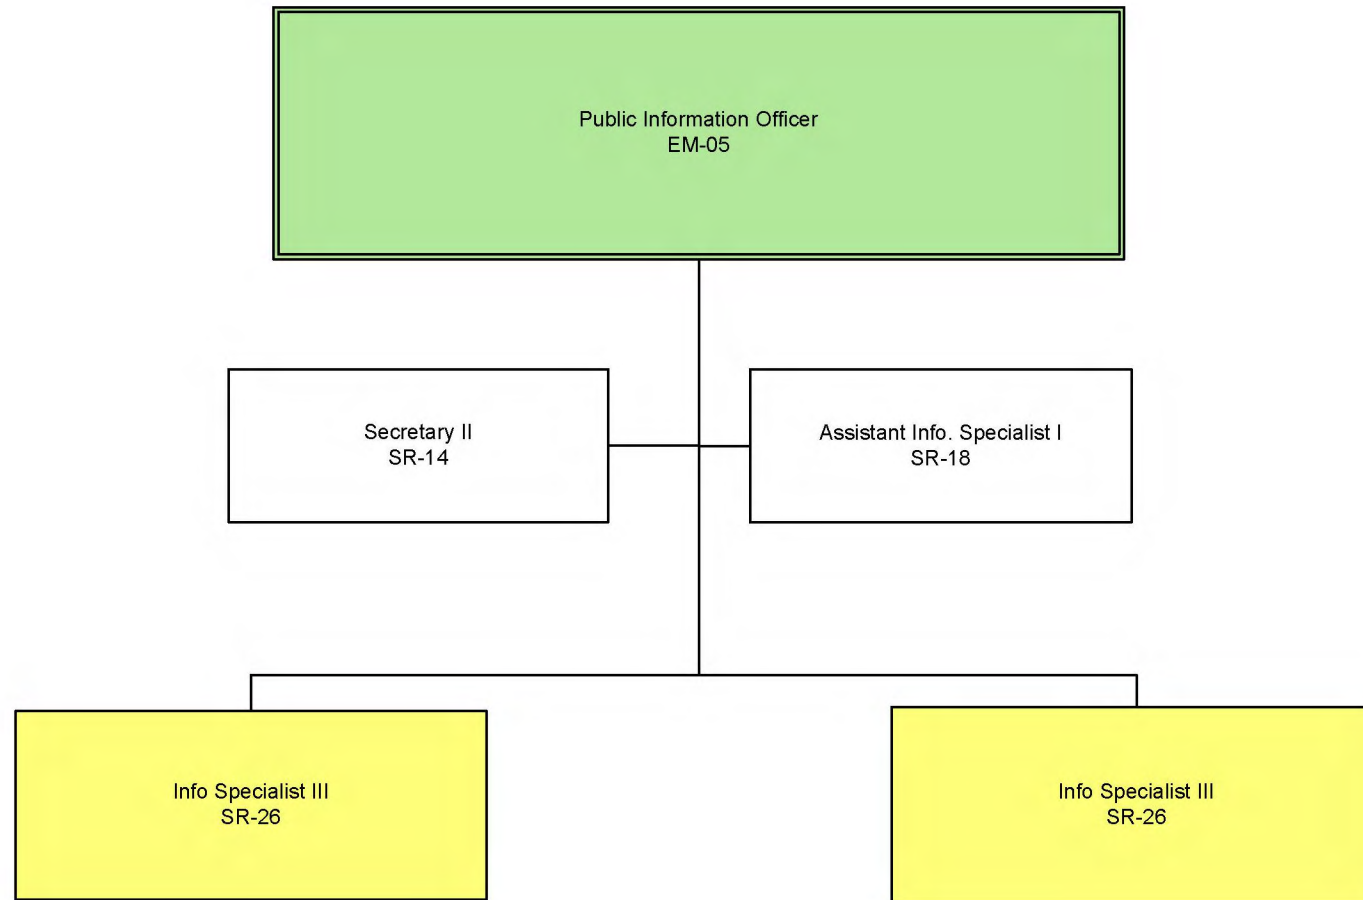 Public Information Officer
EM-05
Secretary II
SR-14
Assistant Info. Specialist I
SR-18
Info Specialist III
SR-26
Info Specialist III
SR-26